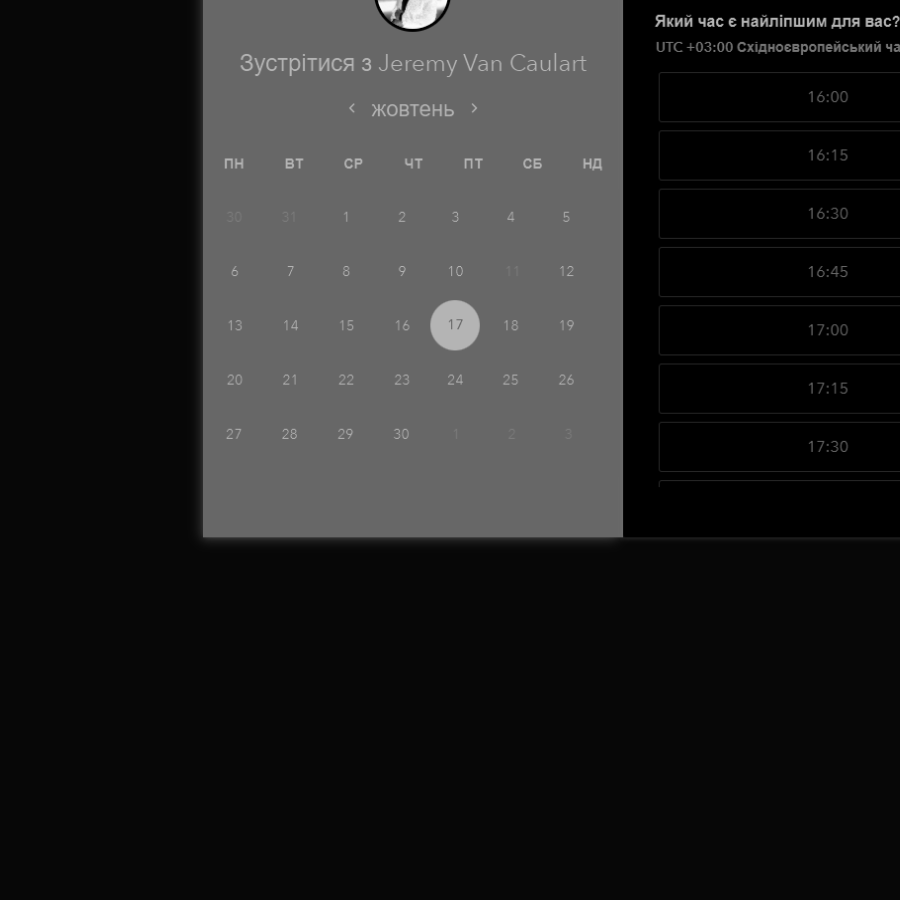 Зустрітися з Jeremy Van Caulart
жовтень
ПН ВТ СР ЧТ ПТ СБ НД
30 31 1 2 3 4 5
6 7 8 9 10 11 12
13 14 15 16 17 18 19
20 21 22 23 24 25 26
27 28 29 30 1 2 3
Який час є найліпшим для вас?
UTC +03:00 Східноєвропейський ча
16:00
16:15
16:30
16:45
17:00
17:15
17:30